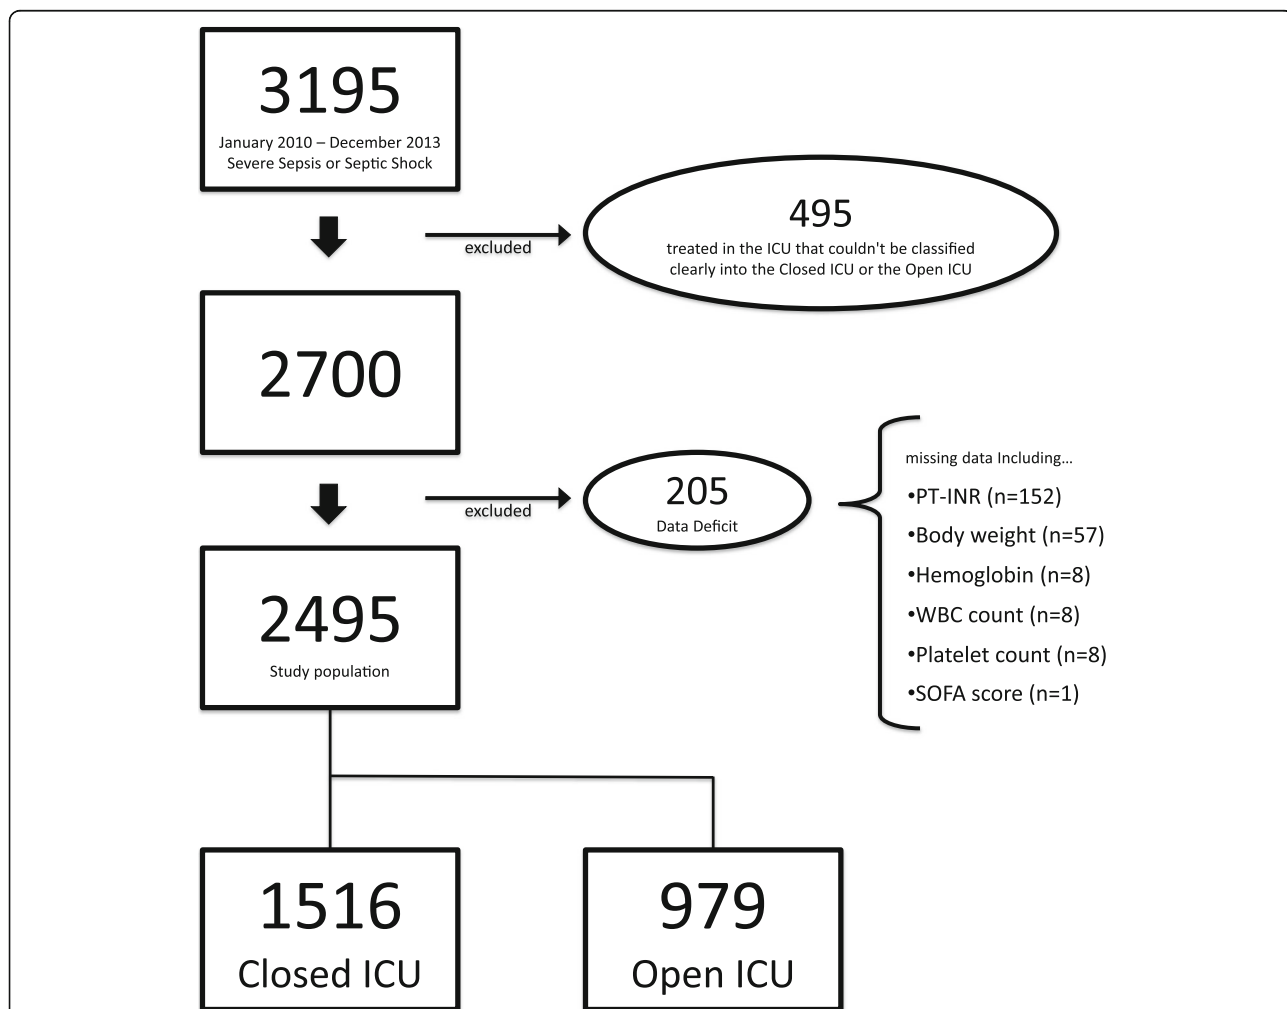 3195
January 2010 – December 2013
Severe Sepsis or Septic Shock
excluded
495
treated in the ICU that couldn't be classified
clearly into the Closed ICU or the Open ICU
2700
excluded
205
Data Deficit
missing data Including...
•PT-INR (n=152)
•Body weight (n=57)
•Hemoglobin (n=8)
•WBC count (n=8)
•Platelet count (n=8)
•SOFA score (n=1)
2495
Study population
1516
Closed ICU
979
Open ICU